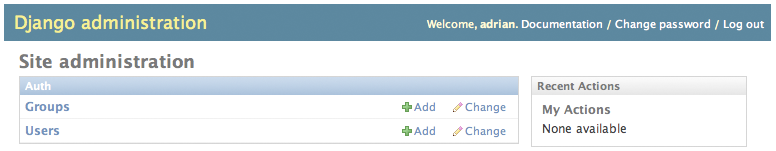 Django administration
Welcome, adrian. Documentation / Change password / Log out
Site administration
Auth
Groups Add Change
Users Add Change
Recent Actions
My Actions
None available